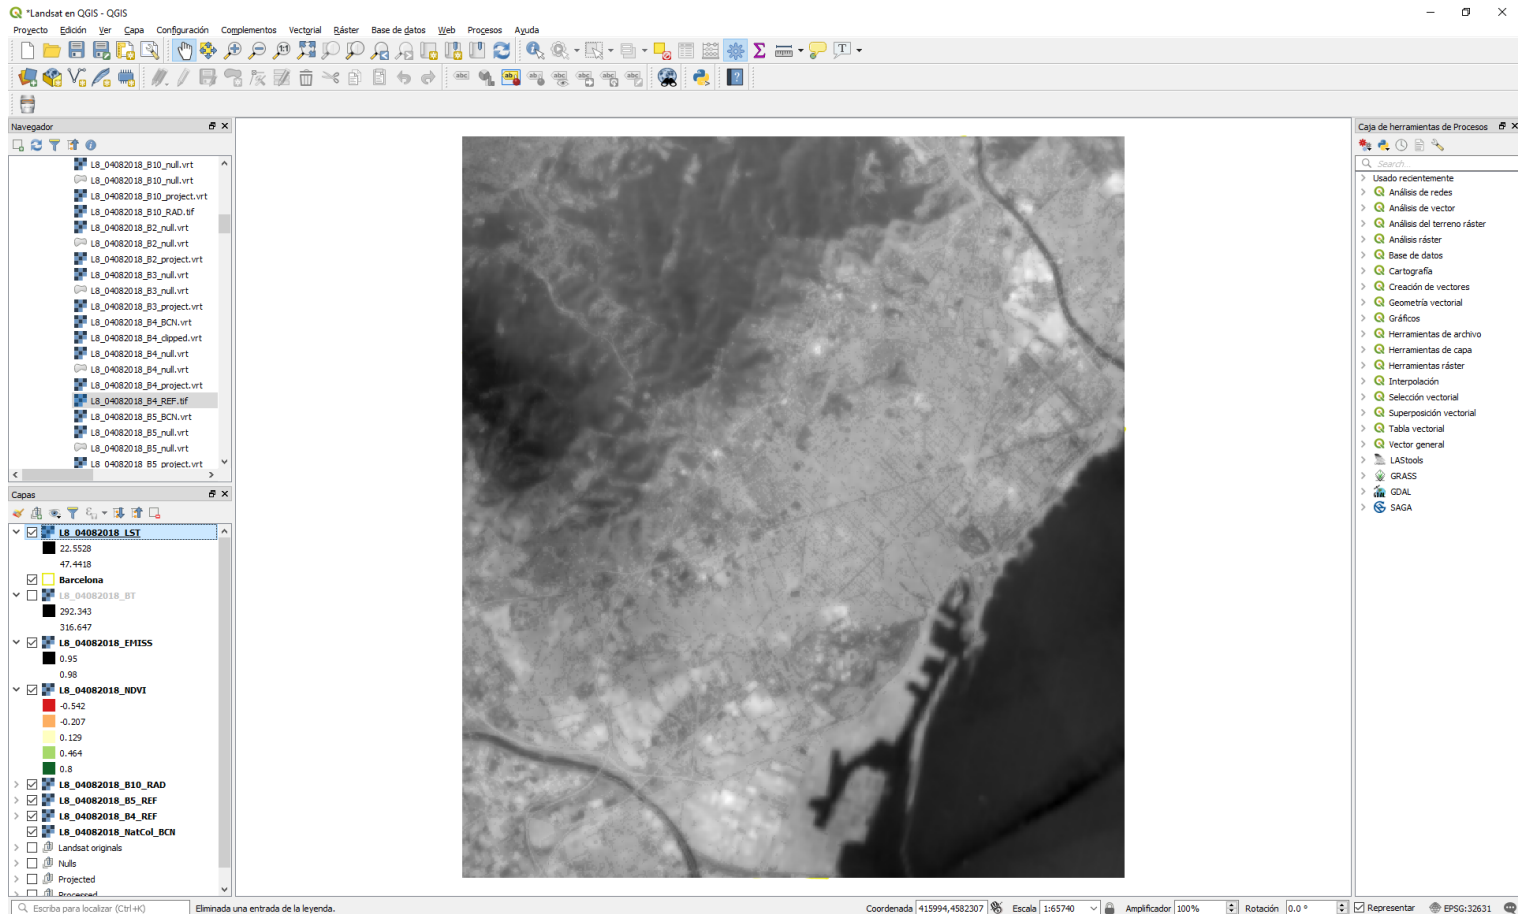 *Landsat en QGIS - QGIS
Proyecto Edición Ver Capa Configuración Complementos Vectorial Ráster Base de datos Web Procesos Ayuda
Navegador
L8_04082018_B10_null.vrt
L8_04082018_B10_null.vrt
L8_04082018_B10_project.vrt
L8_04082018_B10_RAD.tif
L8_04082018_B2_null.vrt
L8_04082018_B2_null.vrt
L8_04082018_B2_project.vrt
L8_04082018_B3_null.vrt
L8_04082018_B3_null.vrt
L8_04082018_B3_project.vrt
L8_04082018_B4_BCN.vrt
L8_04082018_B4_clipped.vrt
L8_04082018_B4_null.vrt
L8_04082018_B4_null.vrt
L8_04082018_B4_project.vrt
L8_04082018_B4_REF.tif
L8_04082018_B5_BCN.vrt
L8_04082018_B5_null.vrt
L8_04082018_B5_null.vrt
L8_04082018_B5_project.vrt
Capas
L8_04082018_LST
22.5528
47.4418
Barcelona
L8_04082018_BT
292.343
316.647
L8_04082018_EMISS
0.95
0.98
L8_04082018_NDVI
-0.542
-0.207
0.129
0.464
0.8
L8_04082018_B10_RAD
L8_04082018_B5_REF
L8_04082018_B4_REF
L8_04082018_NatCol_BCN
Landsat originals
Nulls
Projected
Processed
Caja de herramientas de Procesos
Search...
Usado recientemente
Análisis de redes
Análisis de vector
Análisis del terreno ráster
Análisis ráster
Base de datos
Cartografía
Creación de vectores
Geometría vectorial
Gráficos
Herramientas de archivo
Herramientas de capa
Herramientas ráster
Interpolación
Selección vectorial
Superposición vectorial
Tabla vectorial
Vector general
LAStools
GRASS
GDAL
SAGA
Escriba para localizar (Ctrl+K) Eliminada una entrada de la leyenda. Coordenada 415994,4582307 Escala 1:65740 Amplificador 100% Rotación 0.0 ° Representar EPSG:32631